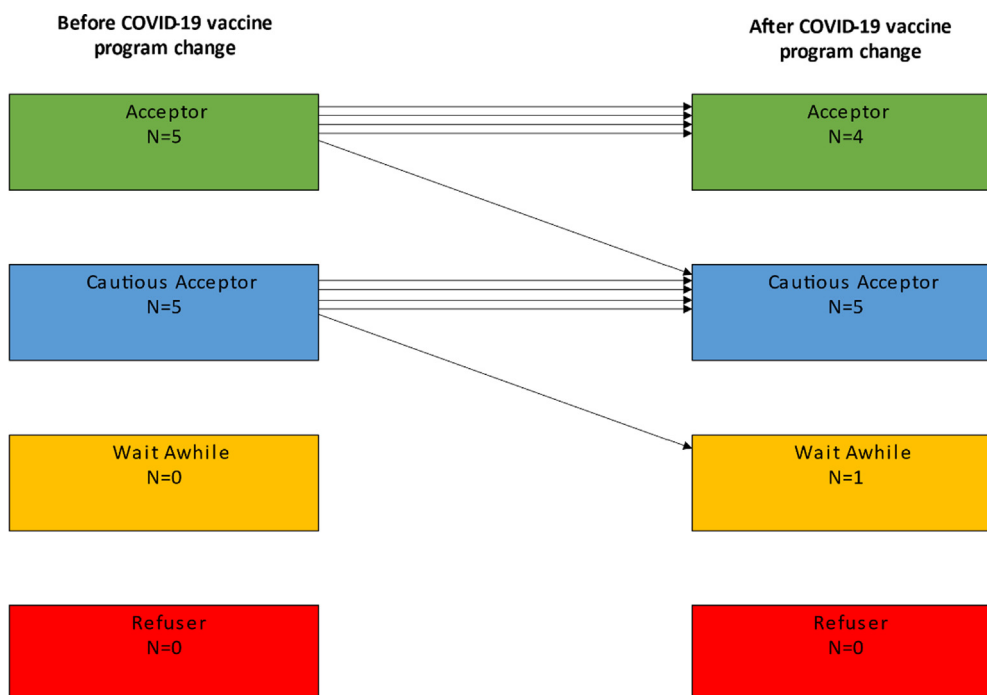 Before COVID-19 vaccine
program change
After COVID-19 vaccine
program change
Acceptor
N=5
Acceptor
N=4
Cautious Acceptor
N=5
Cautious Acceptor
N=5
Wait Awhile
N=0
Wait Awhile
N=1
Refuser
N=0
Refuser
N=0